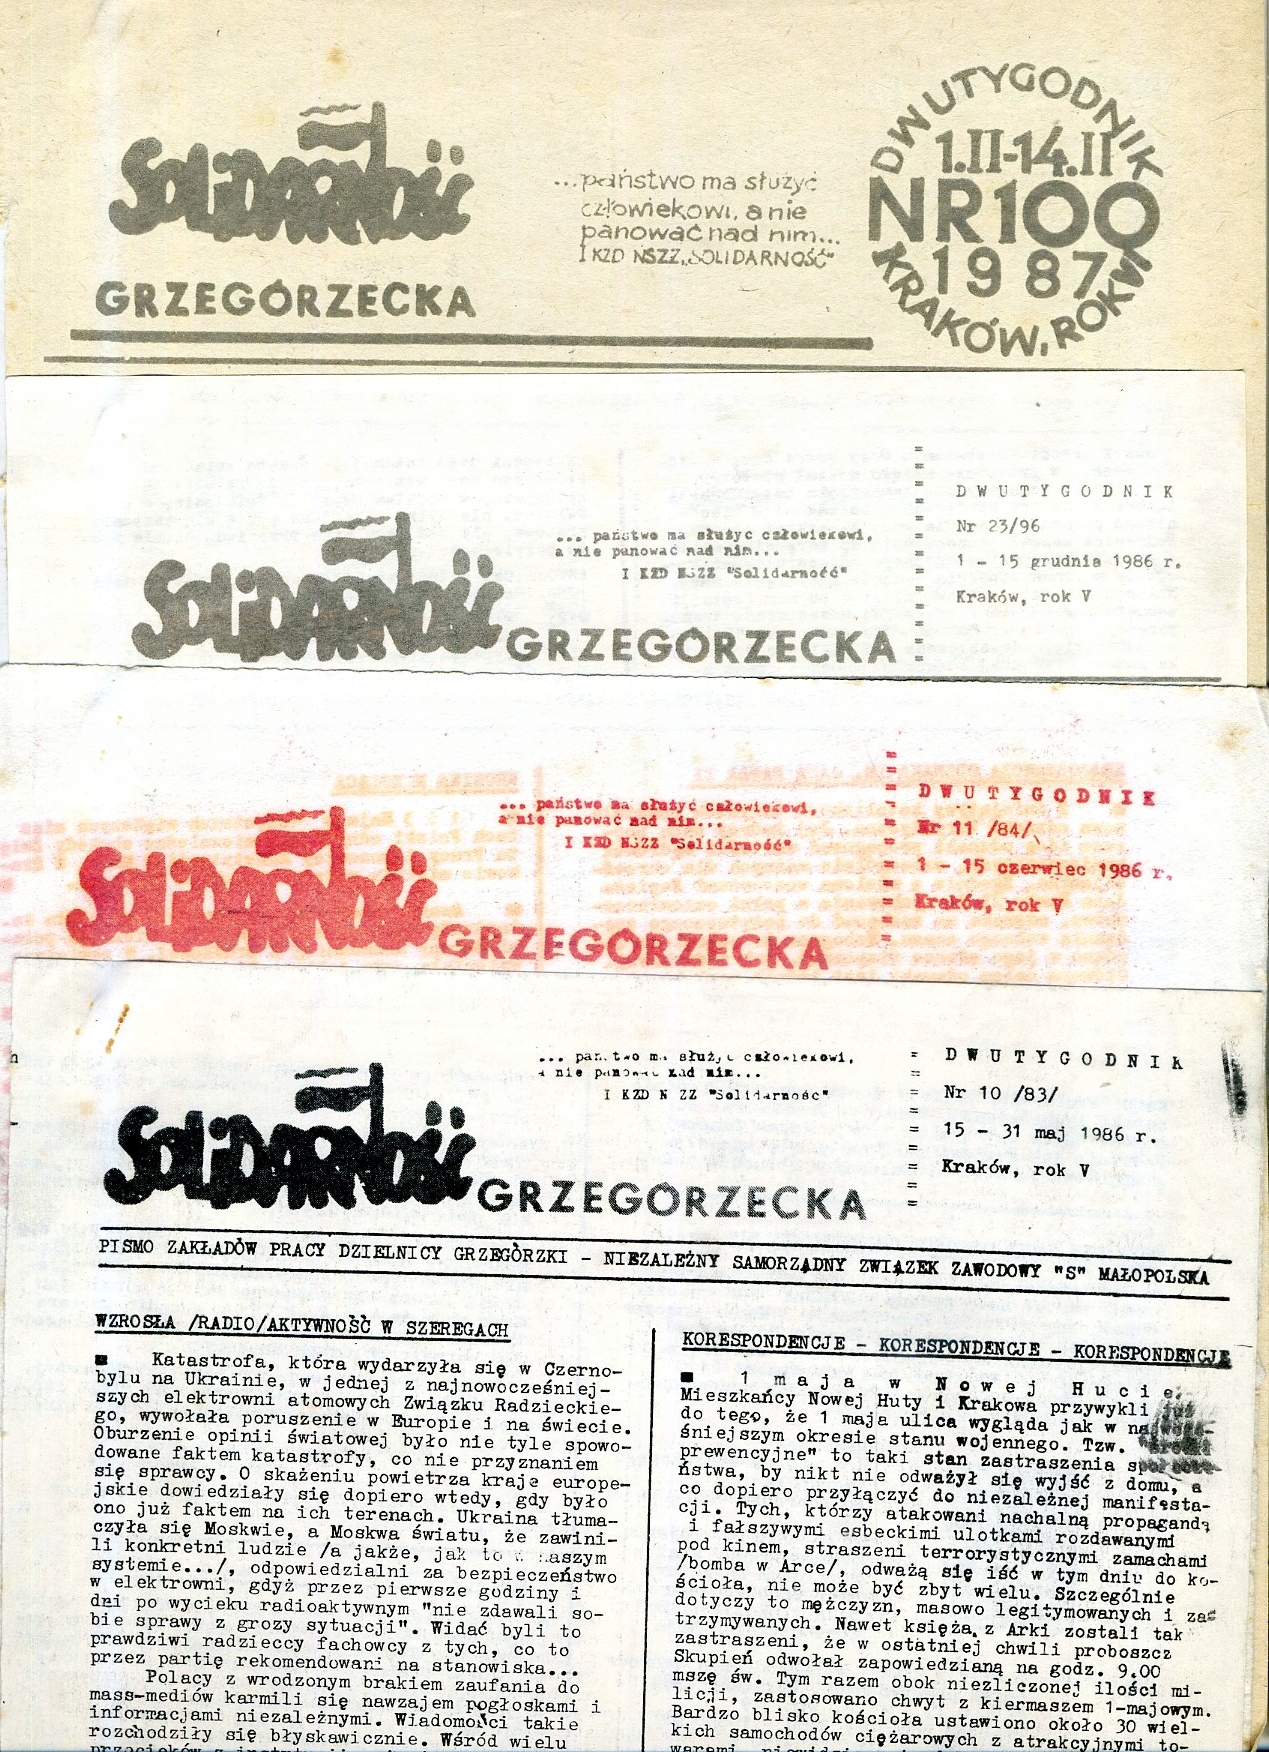 SOLIDARNOŚĆ
GRZEGÓRZECKA
...państwo ma służyć
człowiekowi, a nie
panować nad nim...
I KZD NSZZ „SOLIDARNOŚĆ”
DWUTYGODNIK
1.II-14.II
NR100
1987
KRAKÓW, ROK VI
SOLIDARNOŚĆ GRZEGÓRZECKA
... państwo ma służyć człowiekowi,
a nie panować nad nim...
I KZD NSZZ "Solidarność"
DWUTYGODNIK
Nr 23/96
1 - 15 grudnia 1986 r.
Kraków, rok V
SOLIDARNOŚĆ GRZEGÓRZECKA
... państwo ma służyć człowiekowi,
a nie panować nad nim...
I KZD NSZZ "Solidarność"
DWUTYGODNIK
Nr 11 /84/
1 - 15 czerwiec 1986 r.
Kraków, rok V
SOLIDARNOŚĆ GRZEGÓRZECKA
... państwo ma służyć człowiekowi,
a nie panować nad nim...
I KZD N ZZ "Solidarność"
DWUTYGODNIK
Nr 10 /83/
15 - 31 maj 1986 r.
Kraków, rok V
PISMO ZAKŁADÓW PRACY DZIELNICY GRZEGÓRZKI - NIEZALEŻNY SAMORZĄDNY ZWIĄZEK ZAWODOWY "S" MAŁOPOLSKA
WZROSŁA /RADIO/AKTYWNOŚĆ W SZEREGACH
■ Katastrofa, która wydarzyła się w Czerno-
bylu na Ukrainie, w jednej z najnowocześniej-
szych elektrowni atomowych Związku Radzieckie-
go, wywołała poruszenie w Europie i na świecie.
Oburzenie opinii światowej było nie tyle spowo-
dowane faktem katastrofy, co nie przyznaniem
się sprawcy. O skażeniu powietrza kraje europe-
jskie dowiedziały się dopiero wtedy, gdy było
ono już faktem na ich terenach. Ukraina tłuma-
czyła się Moskwie, a Moskwa światu, że zawini-
li konkretni ludzie /a jakże, jak to w naszym
systemie.../, odpowiedzialni za bezpieczeństwo
w elektrowni, gdyż przez pierwsze godziny i
dni po wycieku radioaktywnym "nie zdawali so-
bie sprawy z grozy sytuacji". Widać byli to
prawdziwi radzieccy fachowcy z tych, co to
przez partię rekomendowani na stanowiska...
Polacy z wrodzonym brakiem zaufania do
mass-mediów karmili się nawzajem pogłoskami i
informacjami niezależnymi. Wiadomości takie
rozchodziły się błyskawicznie. Wśród wielu
KORESPONDENCJE - KORESPONDENCJE - KORESPONDENCJE
■ 1 maja w Nowej Hucie.
Mieszkańcy Nowej Huty i Krakowa przywykli już
do tego, że 1 maja ulica wygląda jak w najwcze-
śniejszym okresie stanu wojennego. Tzw. "środki
prewencyjne" to taki stan zastraszenia społecze-
ństwa, by nikt nie odważył się wyjść z domu, a
co dopiero przyłączyć do niezależnej manifesta-
cji. Tych, którzy atakowani nachalną propagandą
i fałszywymi esbeckimi ulotkami rozdawanymi
pod kinem, straszeni terrorystycznymi zamachami
/bomba w Arce/, odważą się iść w tym dniu do ko-
ścioła, nie może być zbyt wielu. Szczególnie
dotyczy to mężczyzn, masowo legitymowanych i za-
trzymywanych. Nawet księża z Arki zostali tak
zastraszeni, że w ostatniej chwili proboszcz
Skupień odwołał zapowiedzianą na godz. 9.00
mszę św. Tym razem obok niezliczonej ilości mi-
licji, zastosowano chwyt z kiermaszem 1-majowym.
Bardzo blisko kościoła ustawiono około 30 wiel-
kich samochodów ciężarowych z atrakcyjnymi to-